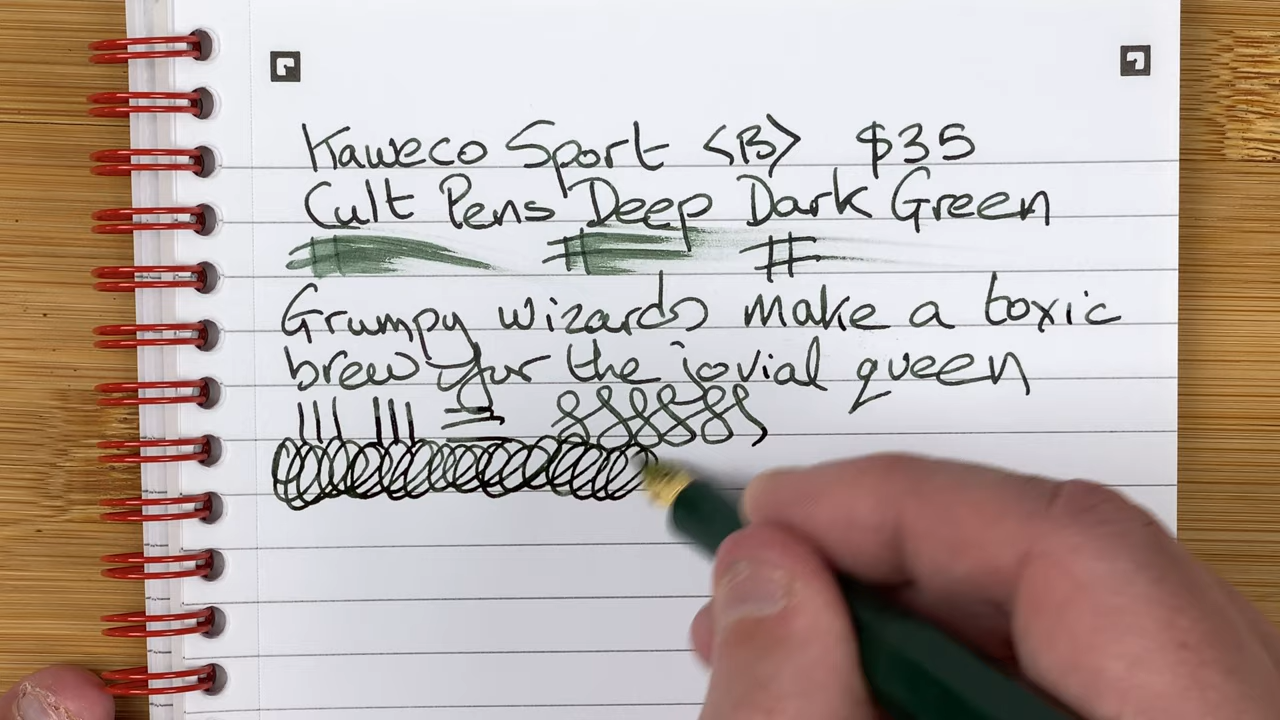 Kaweco Sport <B> $35
Cult Pens Deep Dark Green
# #
Grumpy wizards make a toxic
brew for the jovial queen